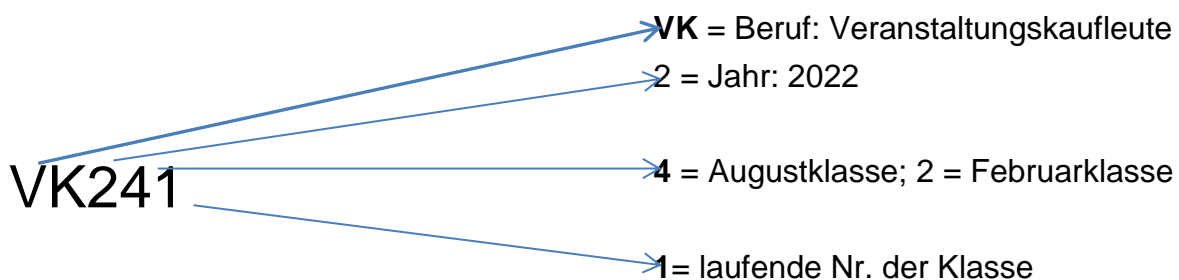 VK = Beruf: Veranstaltungskaufleute
2 = Jahr: 2022
4 = Augustklasse; 2 = Februarklasse
VK241
1= laufende Nr. der Klasse